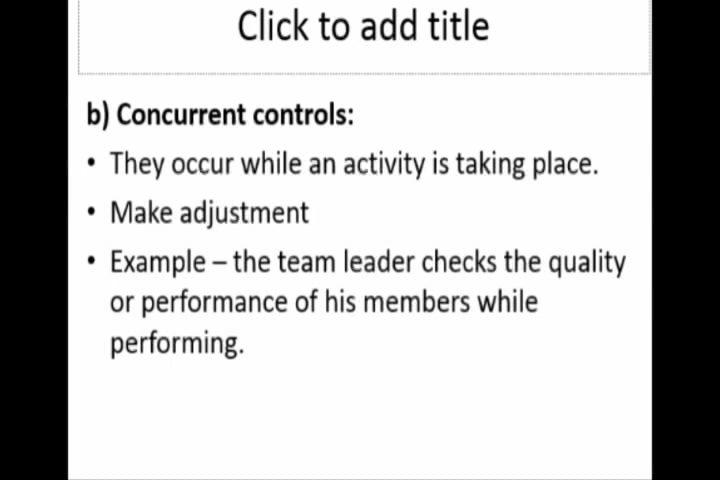 Click to add title
b) Concurrent controls:
• They occur while an activity is taking place.
• Make adjustment
• Example – the team leader checks the quality
or performance of his members while
performing.